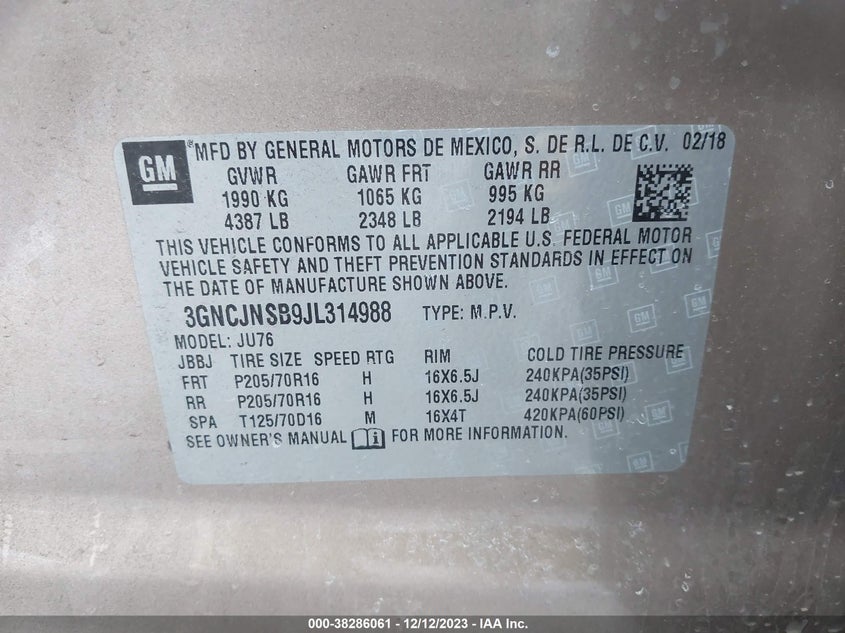 GM ® MFD BY GENERAL MOTORS DE MEXICO, S. DE R.L. DE C.V. 02/18
GVWR GAWR FRT GAWR RR
1990 KG 1065 KG 995 KG
4387 LB 2348 LB 2194 LB
THIS VEHICLE CONFORMS TO ALL APPLICABLE U.S. FEDERAL MOTOR
VEHICLE SAFETY AND THEFT PREVENTION STANDARDS IN EFFECT ON
THE DATE OF MANUFACTURE SHOWN ABOVE.
3GNCJNSB9JL314988 TYPE: M.P.V.
MODEL: JU76
JBBJ TIRE SIZE SPEED RTG RIM COLD TIRE PRESSURE
FRT P205/70R16 H 16X6.5J 240KPA(35PSI)
RR P205/70R16 H 16X6.5J 240KPA(35PSI)
SPA T125/70D16 M 16X4T 420KPA(60PSI)
SEE OWNER'S MANUAL FOR MORE INFORMATION.
000-38286061 - 12/12/2023 - IAA Inc.